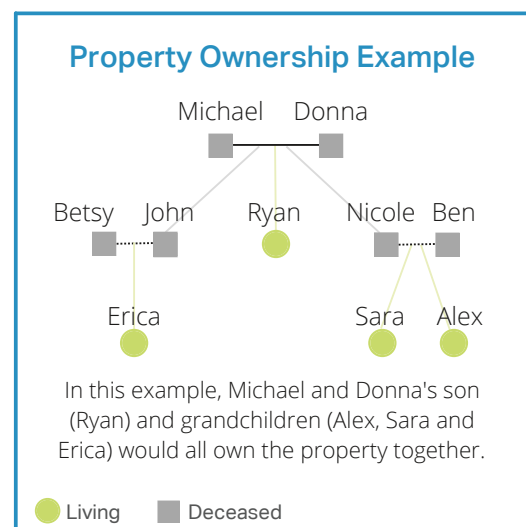 Property Ownership Example
Michael Donna
Betsy John Ryan Nicole Ben
Erica Sara Alex
In this example, Michael and Donna's son
(Ryan) and grandchildren (Alex, Sara and
Erica) would all own the property together.
Living Deceased